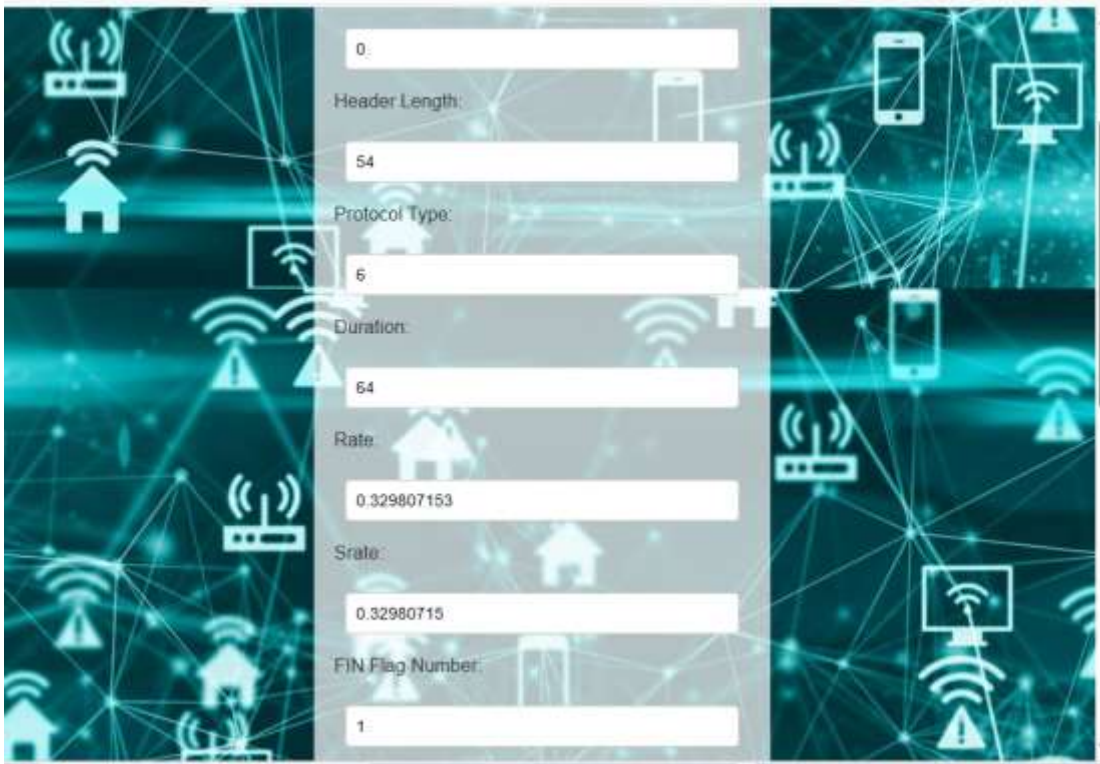 0
Header Length:
54
Protocol Type:
6
Duration:
64
Rate:
0.329807153
Srate:
0.32980715
FIN Flag Number:
1